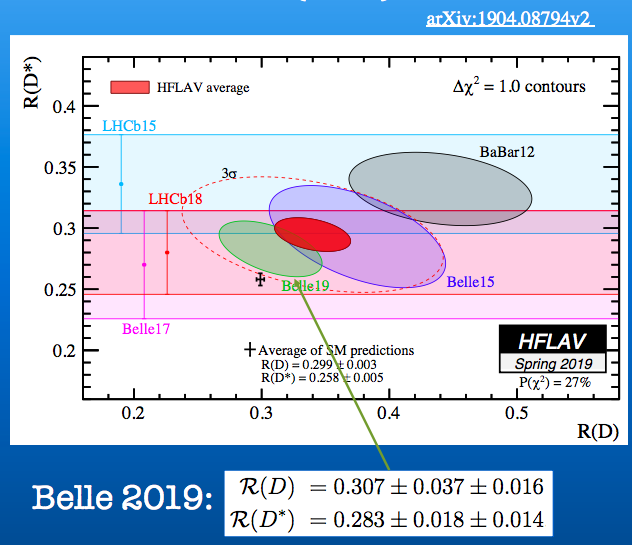 arXiv:1904.08794v2
R(D*)
HFLAV average
Δχ² = 1.0 contours
0.4
LHCb15
BaBar12
0.35
3σ
LHCb18
0.3
Belle15
Belle19
0.25
Belle17
Average of SM predictions
R(D) = 0.299 ± 0.003
R(D*) = 0.258 ± 0.005
HFLAV
Spring 2019
P(χ²) = 27%
0.2
0.2 0.3 0.4 0.5
R(D)
Belle 2019:
R(D) = 0.307 ± 0.037 ± 0.016
R(D*) = 0.283 ± 0.018 ± 0.014